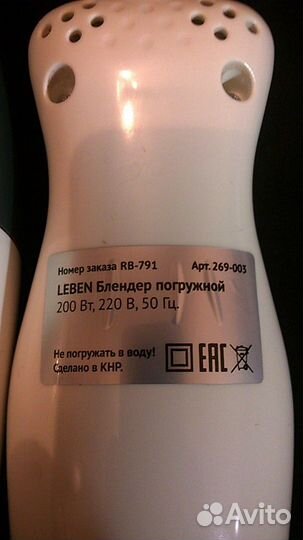 Номер заказа RB-791 Арт.269-003
LEBEN Блендер погружной
200 Вт, 220 В, 50 Гц.
Не погружать в воду!
Сделано в КНР.
EAC
Avito